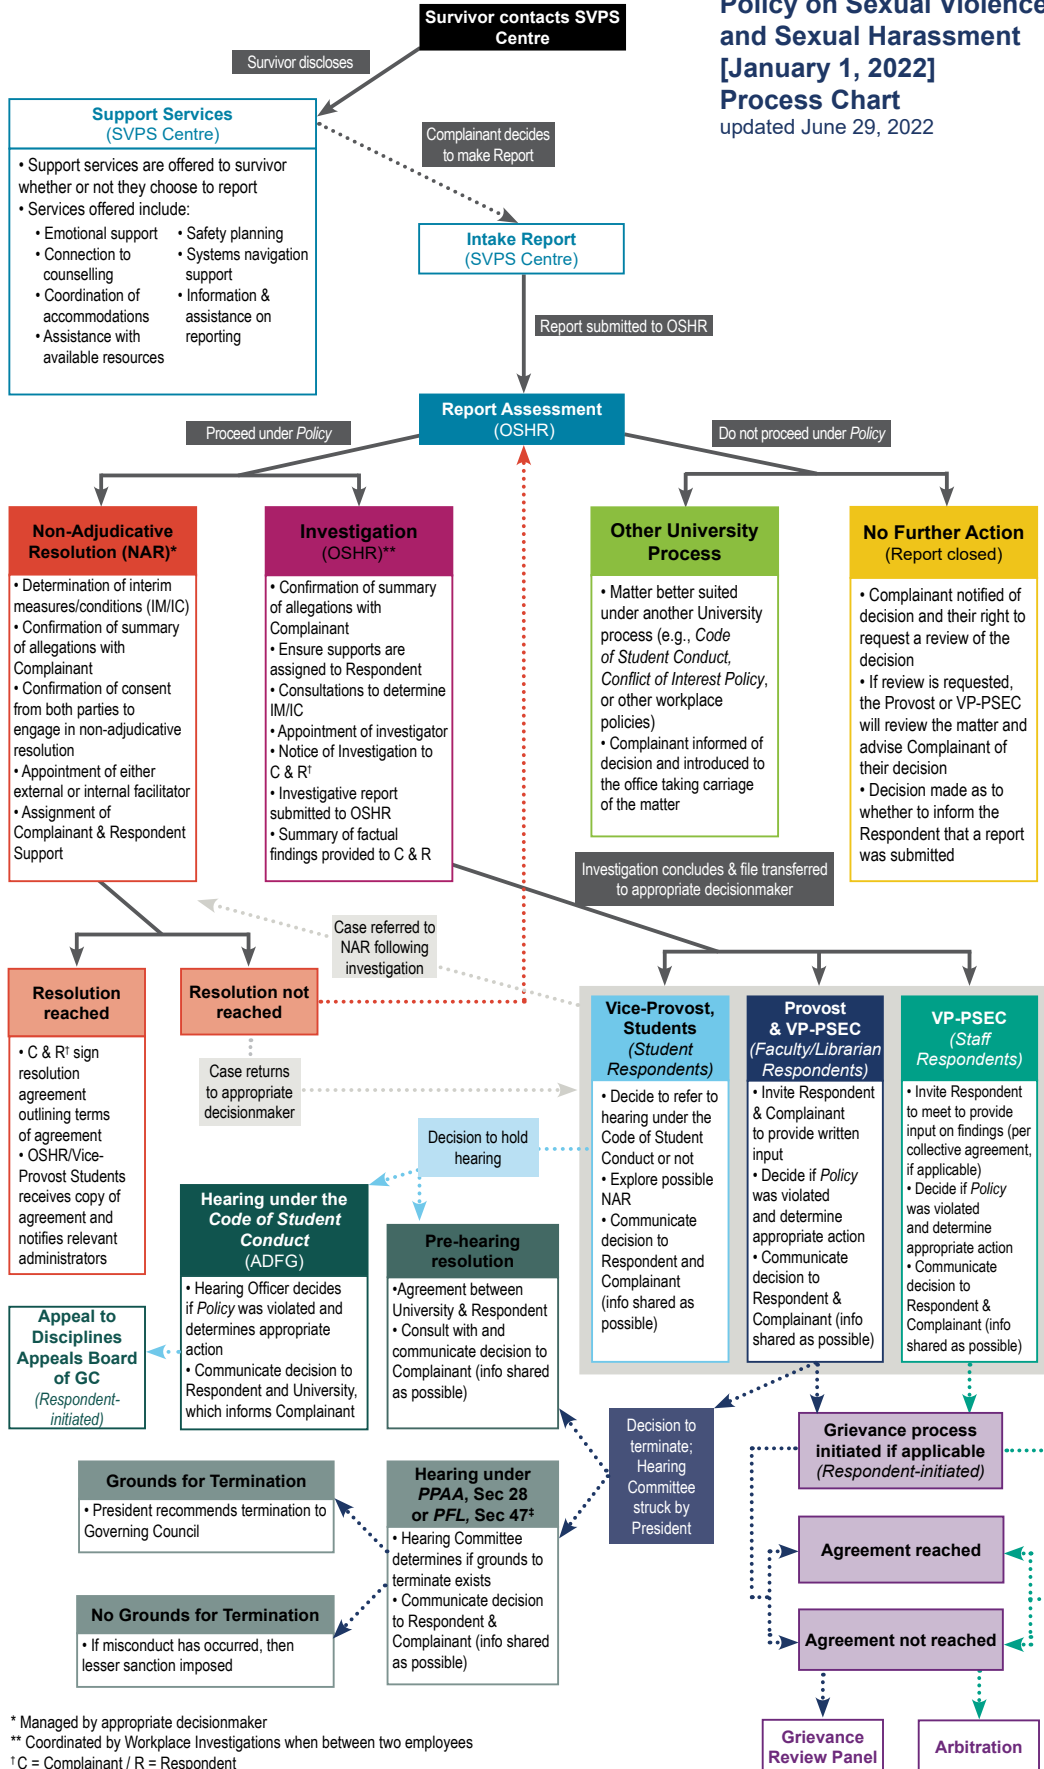 Policy on Sexual Violence
and Sexual Harassment
[January 1, 2022]
Process Chart
updated June 29, 2022
Survivor contacts SVPS
Centre
Survivor discloses
Support Services
(SVPS Centre)
• Support services are offered to survivor
whether or not they choose to report
• Services offered include:
• Emotional support
• Connection to
counselling
• Coordination of
accommodations
• Assistance with
available resources
• Safety planning
• Systems navigation
support
• Information &
assistance on
reporting
Complainant decides
to make Report
Intake Report
(SVPS Centre)
Report submitted to OSHR
Report Assessment
(OSHR)
Proceed under Policy
Do not proceed under Policy
Non-Adjudicative
Resolution (NAR)*
• Determination of interim
measures/conditions (IM/IC)
• Confirmation of summary
of allegations with
Complainant
• Confirmation of consent
from both parties to
engage in non-adjudicative
resolution
• Appointment of either
external or internal facilitator
• Assignment of
Complainant & Respondent
Support
Investigation
(OSHR)**
• Confirmation of summary
of allegations with
Complainant
• Ensure supports are
assigned to Respondent
• Consultations to determine
IM/IC
• Appointment of investigator
• Notice of Investigation to
C & R†
• Investigative report
submitted to OSHR
• Summary of factual
findings provided to C & R
Other University
Process
• Matter better suited
under another University
process (e.g., Code
of Student Conduct,
Conflict of Interest Policy,
or other workplace
policies)
• Complainant informed of
decision and introduced to
the office taking carriage
of the matter
No Further Action
(Report closed)
• Complainant notified of
decision and their right to
request a review of the
decision
• If review is requested,
the Provost or VP-PSEC
will review the matter and
advise Complainant of
their decision
• Decision made as to
whether to inform the
Respondent that a report
was submitted
Investigation concludes & file transferred
to appropriate decisionmaker
Case referred to
NAR following
investigation
Resolution
reached
• C & R† sign
resolution
agreement
outlining terms
of agreement
• OSHR/Vice-
Provost Students
receives copy of
agreement and
notifies relevant
administrators
Resolution not
reached
Case returns
to appropriate
decisionmaker
Vice-Provost,
Students
(Student
Respondents)
• Decide to refer to
hearing under the
Code of Student
Conduct or not
• Explore possible
NAR
• Communicate
decision to
Respondent and
Complainant
(info shared as
possible)
Provost
& VP-PSEC
(Faculty/Librarian
Respondents)
• Invite Respondent
& Complainant
to provide written
input
• Decide if Policy
was violated
and determine
appropriate action
• Communicate
decision to
Respondent &
Complainant (info
shared as possible)
VP-PSEC
(Staff
Respondents)
• Invite Respondent
to meet to provide
input on findings (per
collective agreement,
if applicable)
• Decide if Policy
was violated
and determine
appropriate action
• Communicate
decision to
Respondent &
Complainant (info
shared as possible)
Decision to hold
hearing
Hearing under the
Code of Student
Conduct
(ADFG)
• Hearing Officer decides
if Policy was violated and
determines appropriate
action
• Communicate decision to
Respondent and University,
which informs Complainant
Pre-hearing
resolution
•Agreement between
University & Respondent
• Consult with and
communicate decision to
Complainant (info shared
as possible)
Appeal to
Disciplines
Appeals Board
of GC
(Respondent-
initiated)
Decision to
terminate;
Hearing
Committee
struck by
President
Grievance process
initiated if applicable
(Respondent-initiated)
Grounds for Termination
• President recommends termination to
Governing Council
Hearing under
PPAA, Sec 28
or PFL, Sec 47‡
• Hearing Committee
determines if grounds to
terminate exists
• Communicate decision
to Respondent &
Complainant (info shared
as possible)
No Grounds for Termination
• If misconduct has occurred, then
lesser sanction imposed
Agreement reached
Agreement not reached
Grievance
Review Panel
Arbitration
* Managed by appropriate decisionmaker
** Coordinated by Workplace Investigations when between two employees
† C = Complainant / R = Respondent